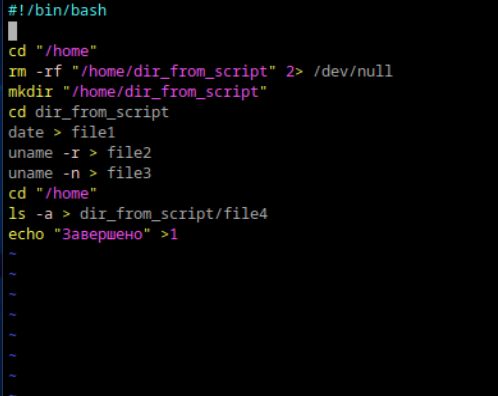 #!/bin/bash
cd "/home"
rm -rf "/home/dir_from_script" 2> /dev/null
mkdir "/home/dir_from_script"
cd dir_from_script
date > file1
uname -r > file2
uname -n > file3
cd "/home"
ls -a > dir_from_script/file4
echo "Завершено" >1
~
~
~
~
~
~
~
~